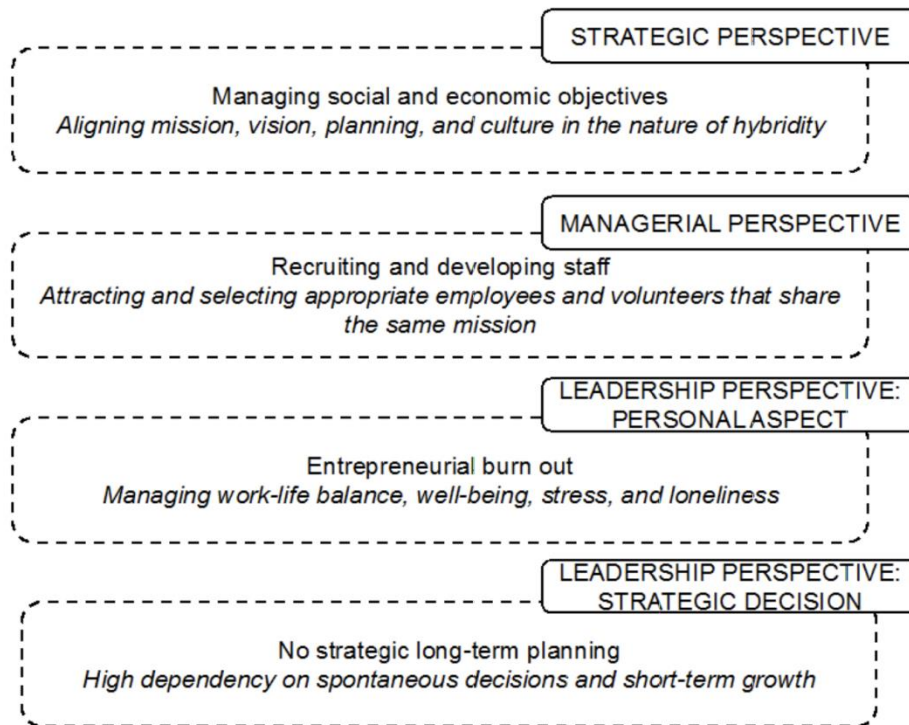 STRATEGIC PERSPECTIVE
Managing social and economic objectives
Aligning mission, vision, planning, and culture in the nature of hybridity
MANAGERIAL PERSPECTIVE
Recruiting and developing staff
Attracting and selecting appropriate employees and volunteers that share
the same mission
LEADERSHIP PERSPECTIVE:
PERSONAL ASPECT
Entrepreneurial burn out
Managing work-life balance, well-being, stress, and loneliness
LEADERSHIP PERSPECTIVE:
STRATEGIC DECISION
No strategic long-term planning
High dependency on spontaneous decisions and short-term growth